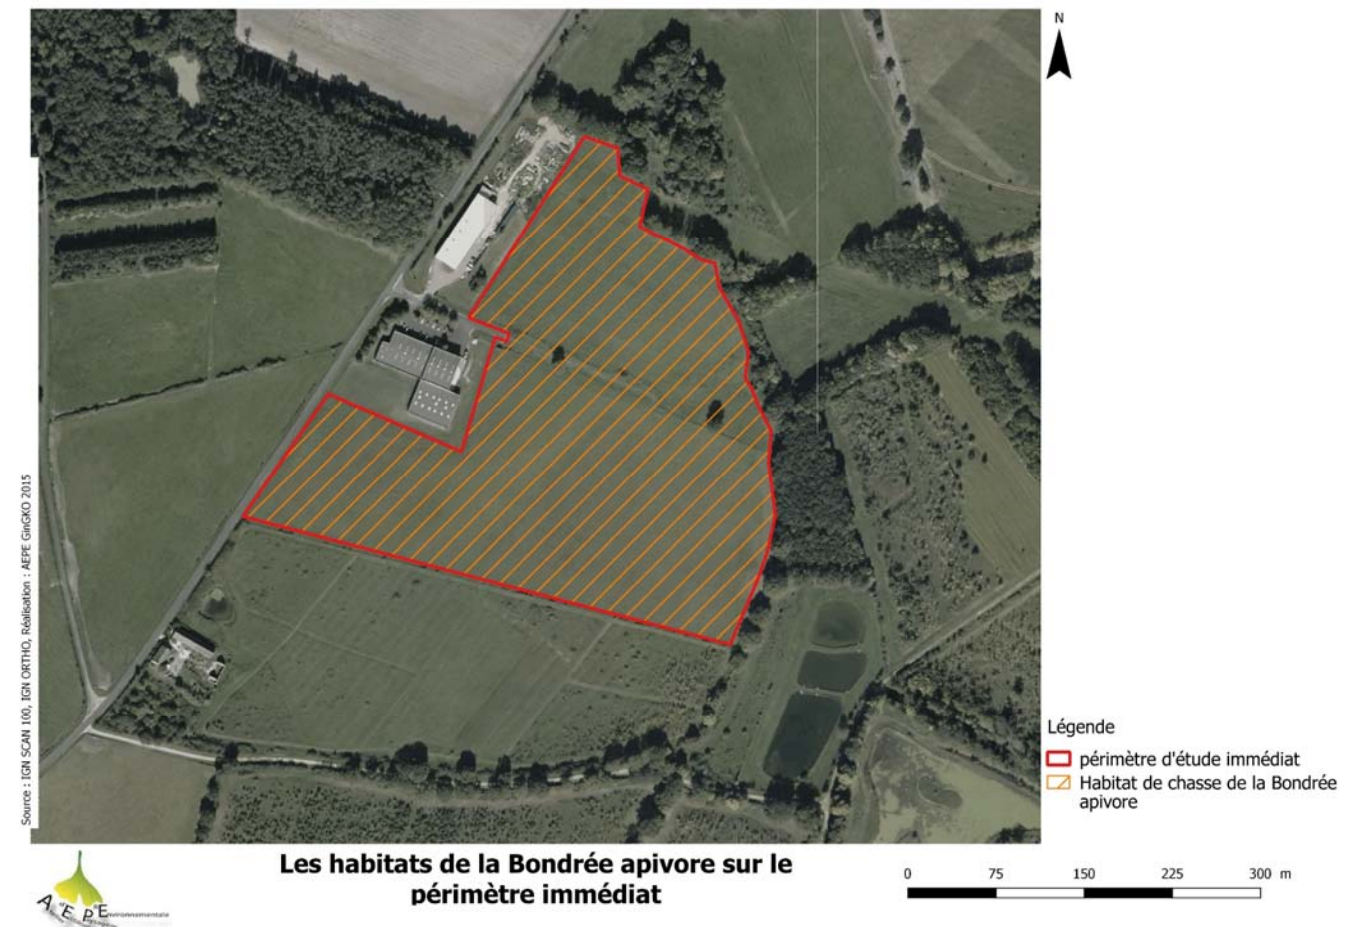 N
Source : IGN SCAN 100, IGN ORTHO, Réalisation : AEPE GinGKO 2015
Légende
périmètre d'étude immédiat
Habitat de chasse de la Bondrée
apivore
Les habitats de la Bondrée apivore sur le
périmètre immédiat
0 75 150 225 300 m
A E P E